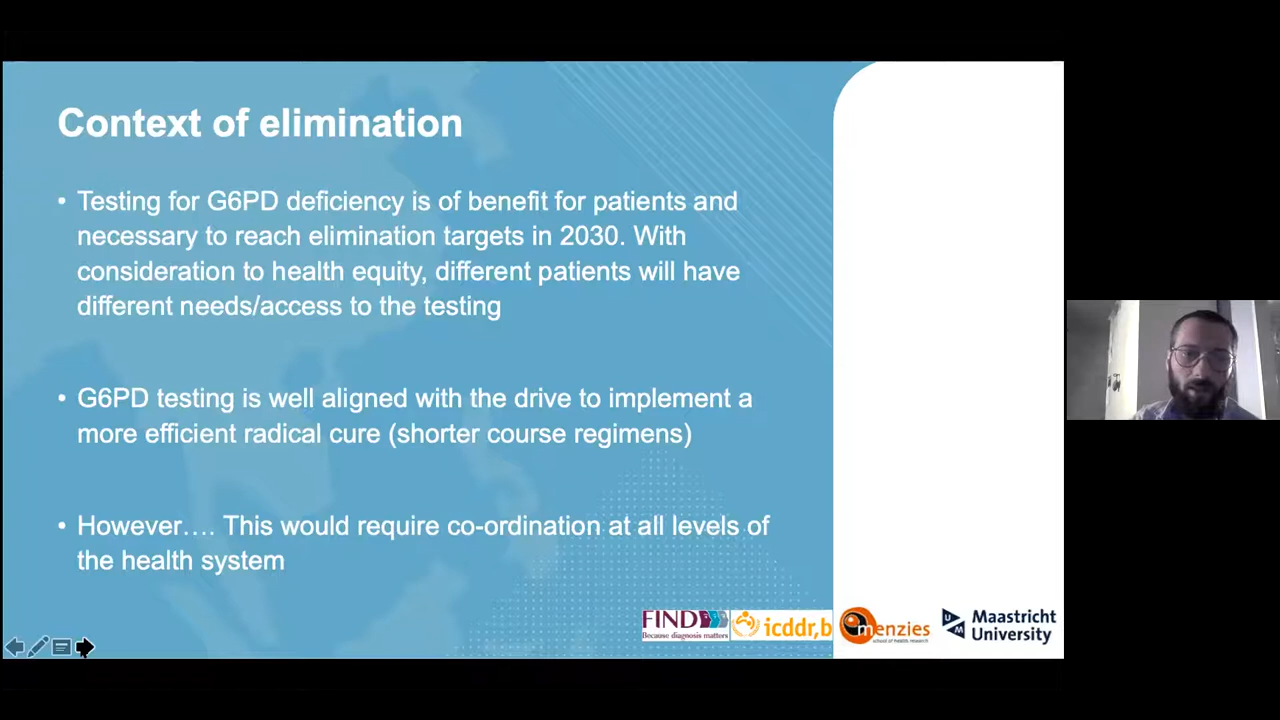 Context of elimination
• Testing for G6PD deficiency is of benefit for patients and
necessary to reach elimination targets in 2030. With
consideration to health equity, different patients will have
different needs/access to the testing
• G6PD testing is well aligned with the drive to implement a
more efficient radical cure (shorter course regimens)
• However…. This would require co-ordination at all levels of
the health system
FIND
Because diagnosis matters
icddr,b
menzies
school of health research
UM
Maastricht
University